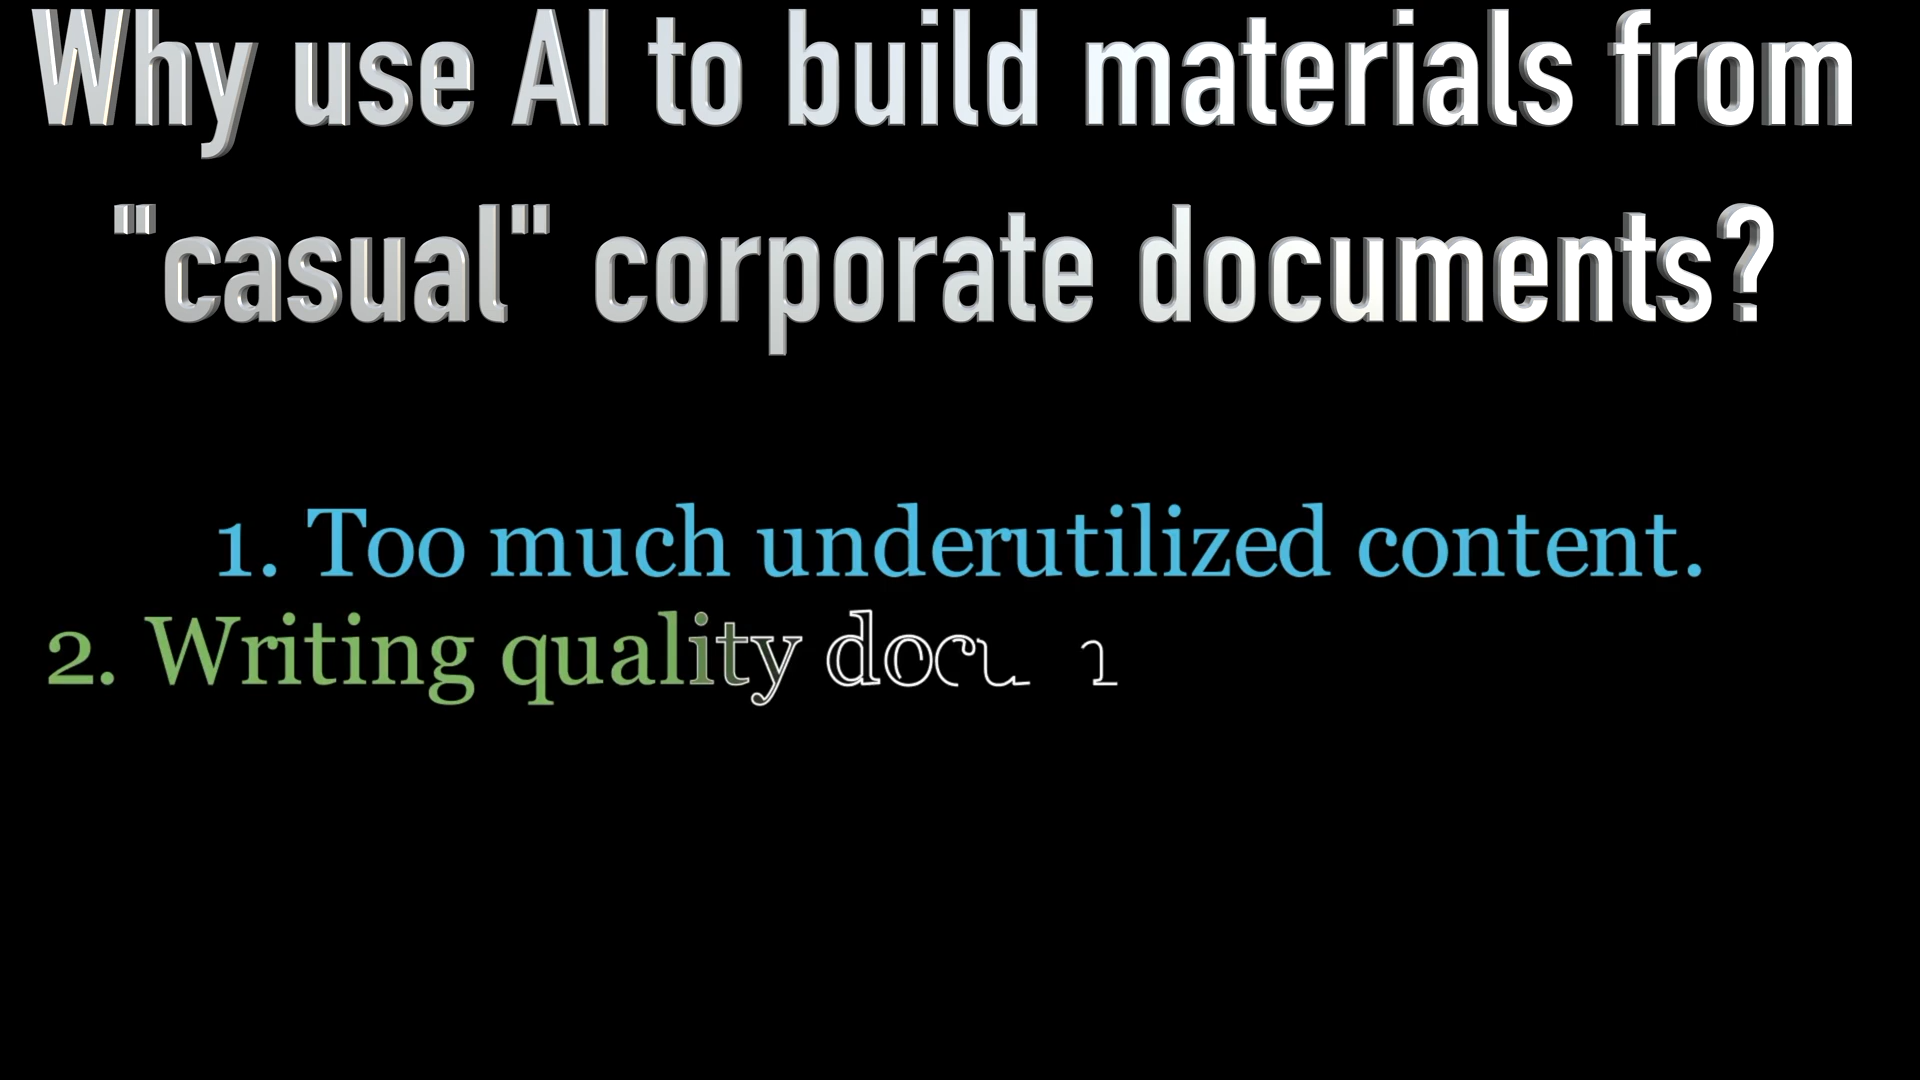 Why use AI to build materials from
"casual" corporate documents?
1. Too much underutilized content.
2. Writing quality